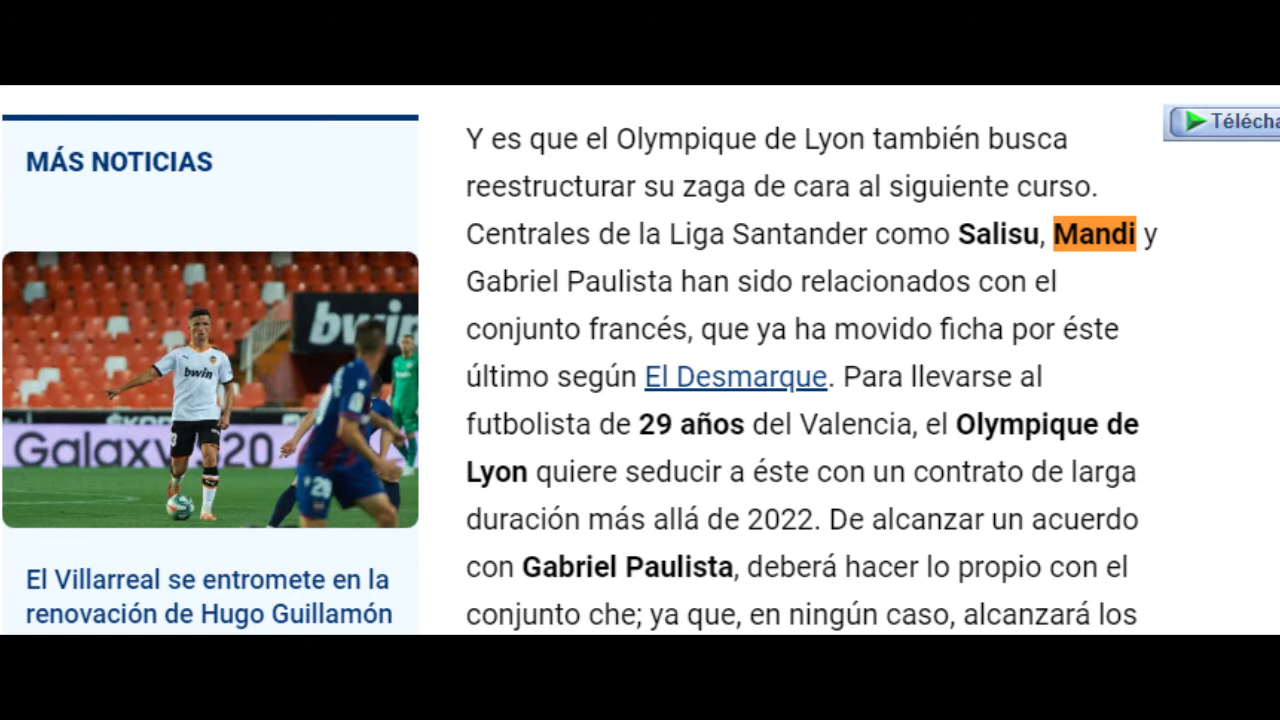 MÁS NOTICIAS
bwin
Galaxy S20
26
El Villarreal se entromete en la
renovación de Hugo Guillamón
Y es que el Olympique de Lyon también busca
reestructurar su zaga de cara al siguiente curso.
Centrales de la Liga Santander como Salisu, Mandi y
Gabriel Paulista han sido relacionados con el
conjunto francés, que ya ha movido ficha por éste
último según El Desmarque. Para llevarse al
futbolista de 29 años del Valencia, el Olympique de
Lyon quiere seducir a éste con un contrato de larga
duración más allá de 2022. De alcanzar un acuerdo
con Gabriel Paulista, deberá hacer lo propio con el
conjunto che; ya que, en ningún caso, alcanzará los